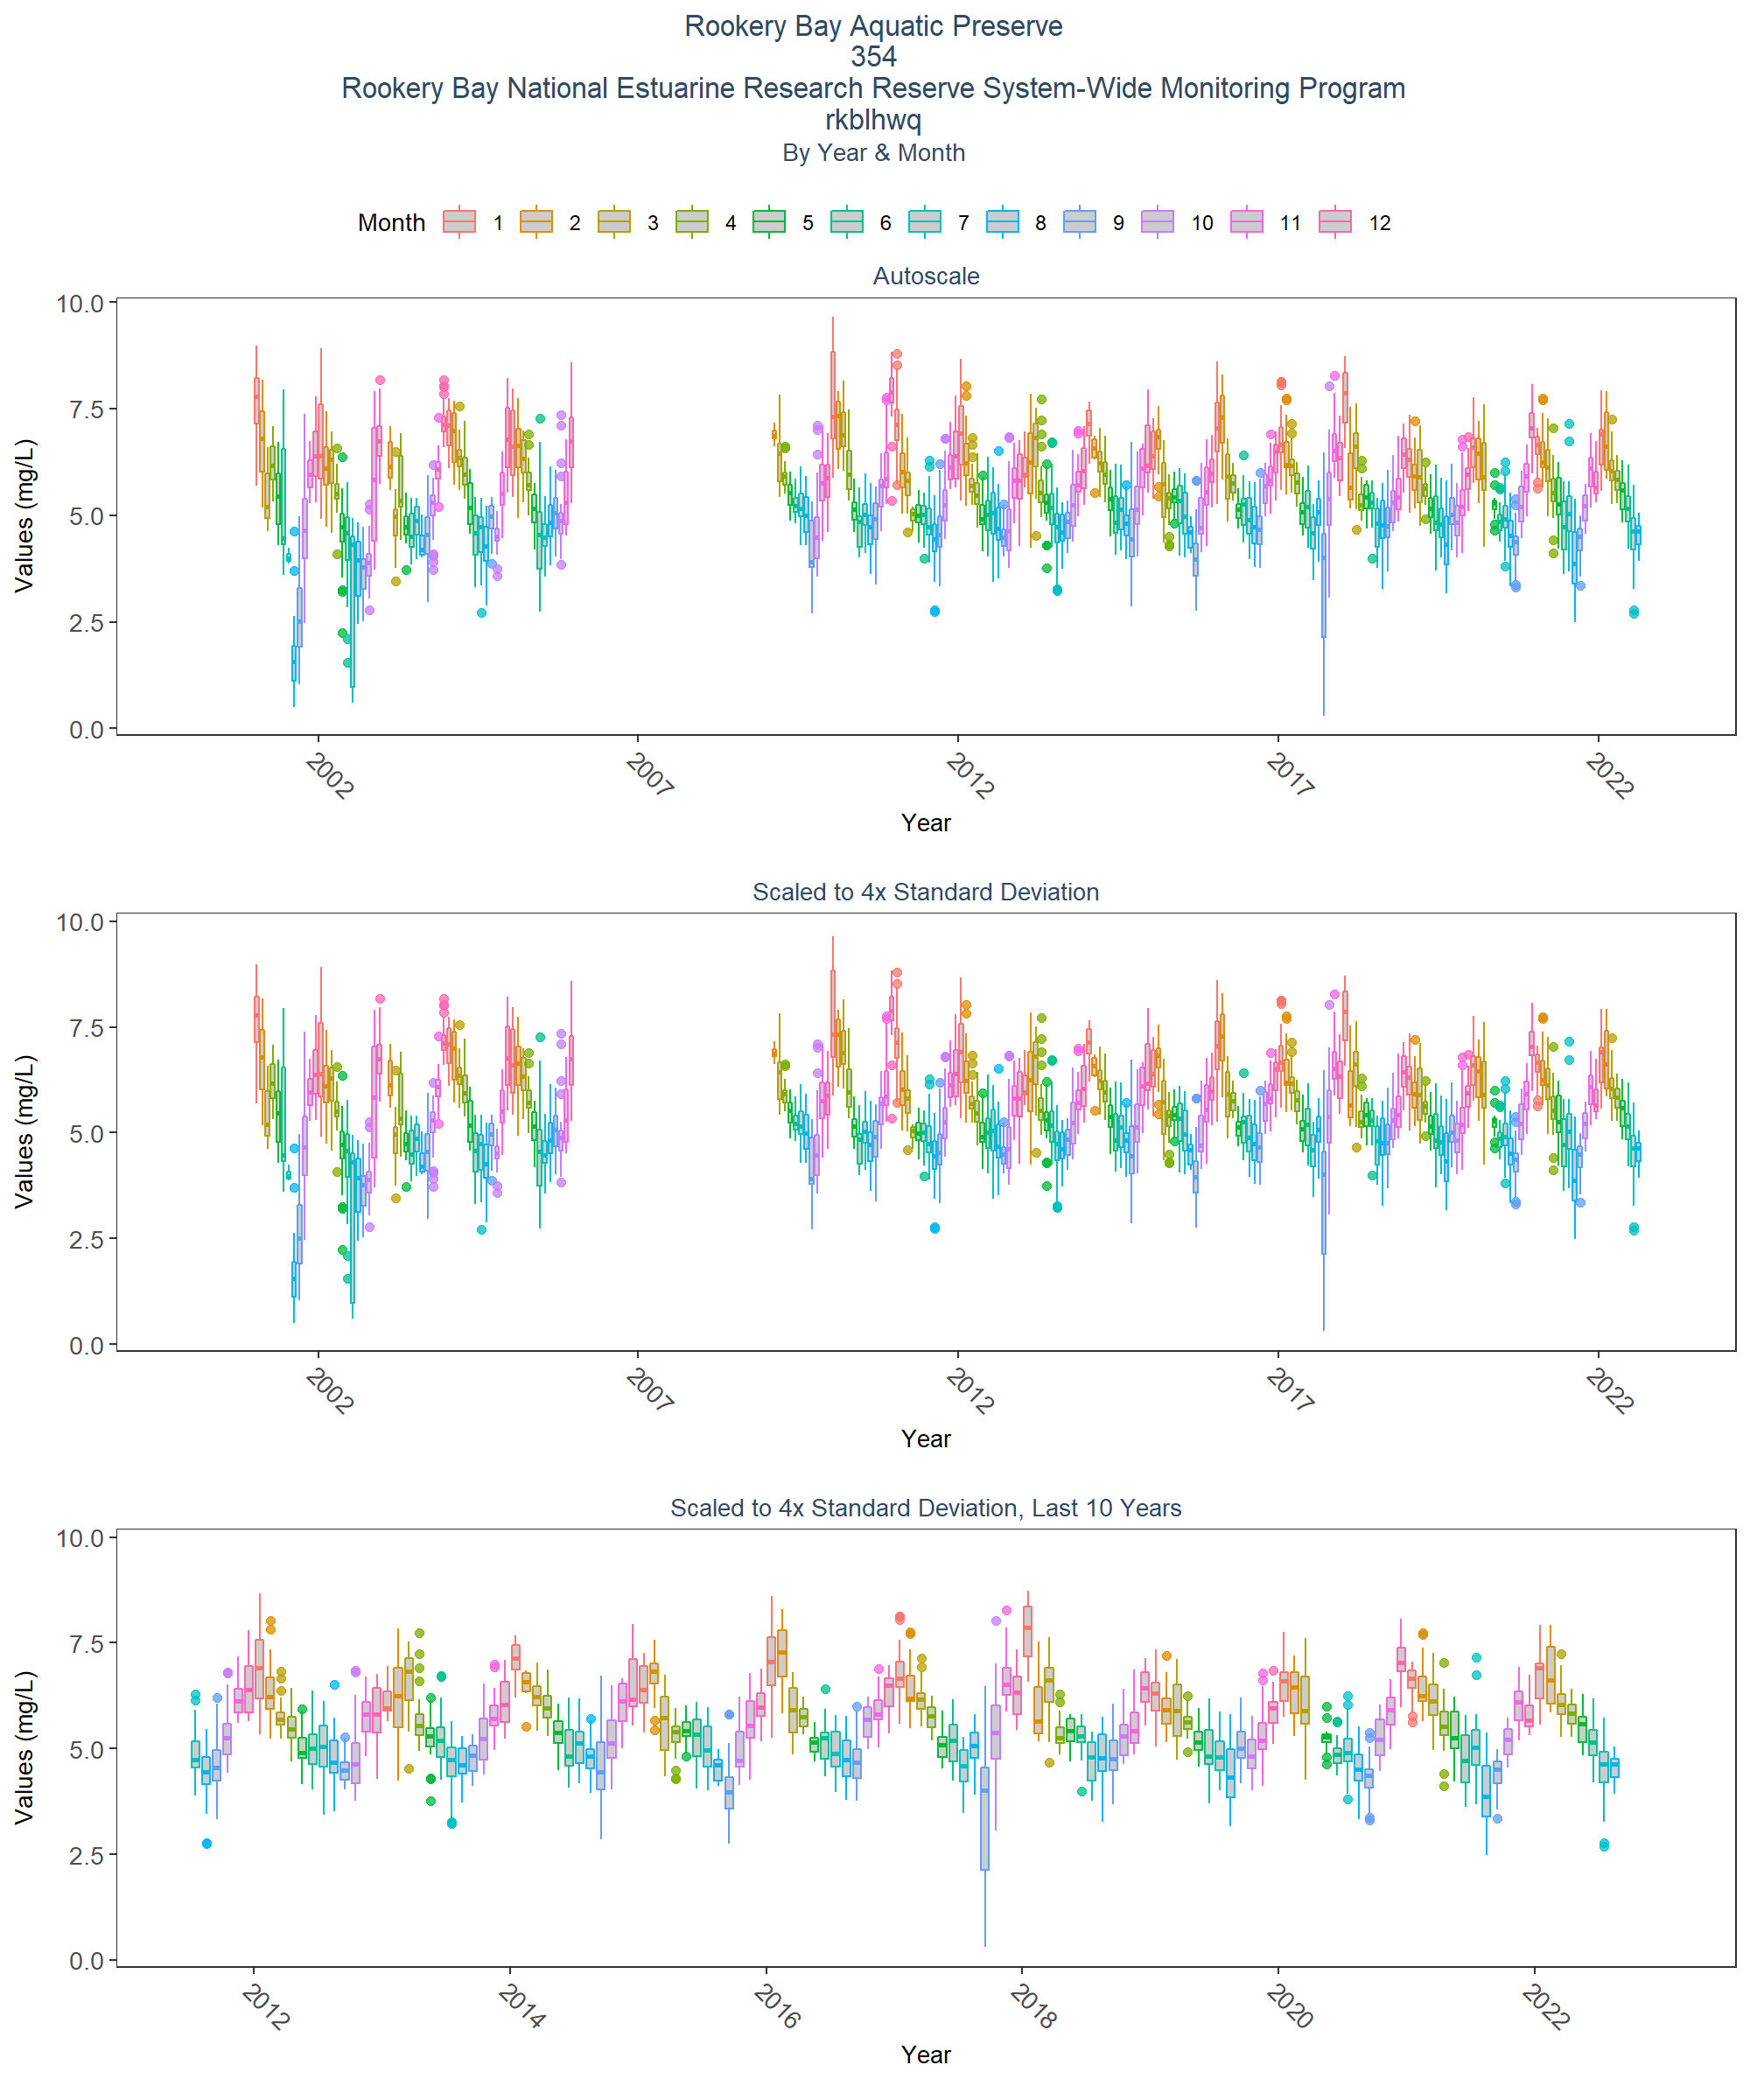 Rookery Bay Aquatic Preserve
354
Rookery Bay National Estuarine Research Reserve System-Wide Monitoring Program
rkblhwq
By Year & Month
Month 1 2 3 4 5 6 7 8 9 10 11 12
Autoscale
10.0
7.5
5.0
2.5
0.0
Values (mg/L)
2002 2007 2012 2017 2022
Year
Scaled to 4x Standard Deviation
10.0
7.5
5.0
2.5
0.0
Values (mg/L)
2002 2007 2012 2017 2022
Year
Scaled to 4x Standard Deviation, Last 10 Years
10.0
7.5
5.0
2.5
0.0
Values (mg/L)
2012 2014 2016 2018 2020 2022
Year